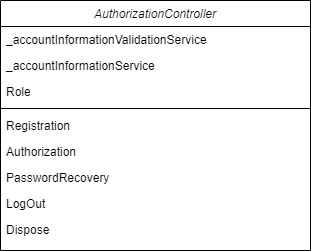 AuthorizationController
_accountInformationValidationService
_accountInformationService
Role
Registration
Authorization
PasswordRecovery
LogOut
Dispose